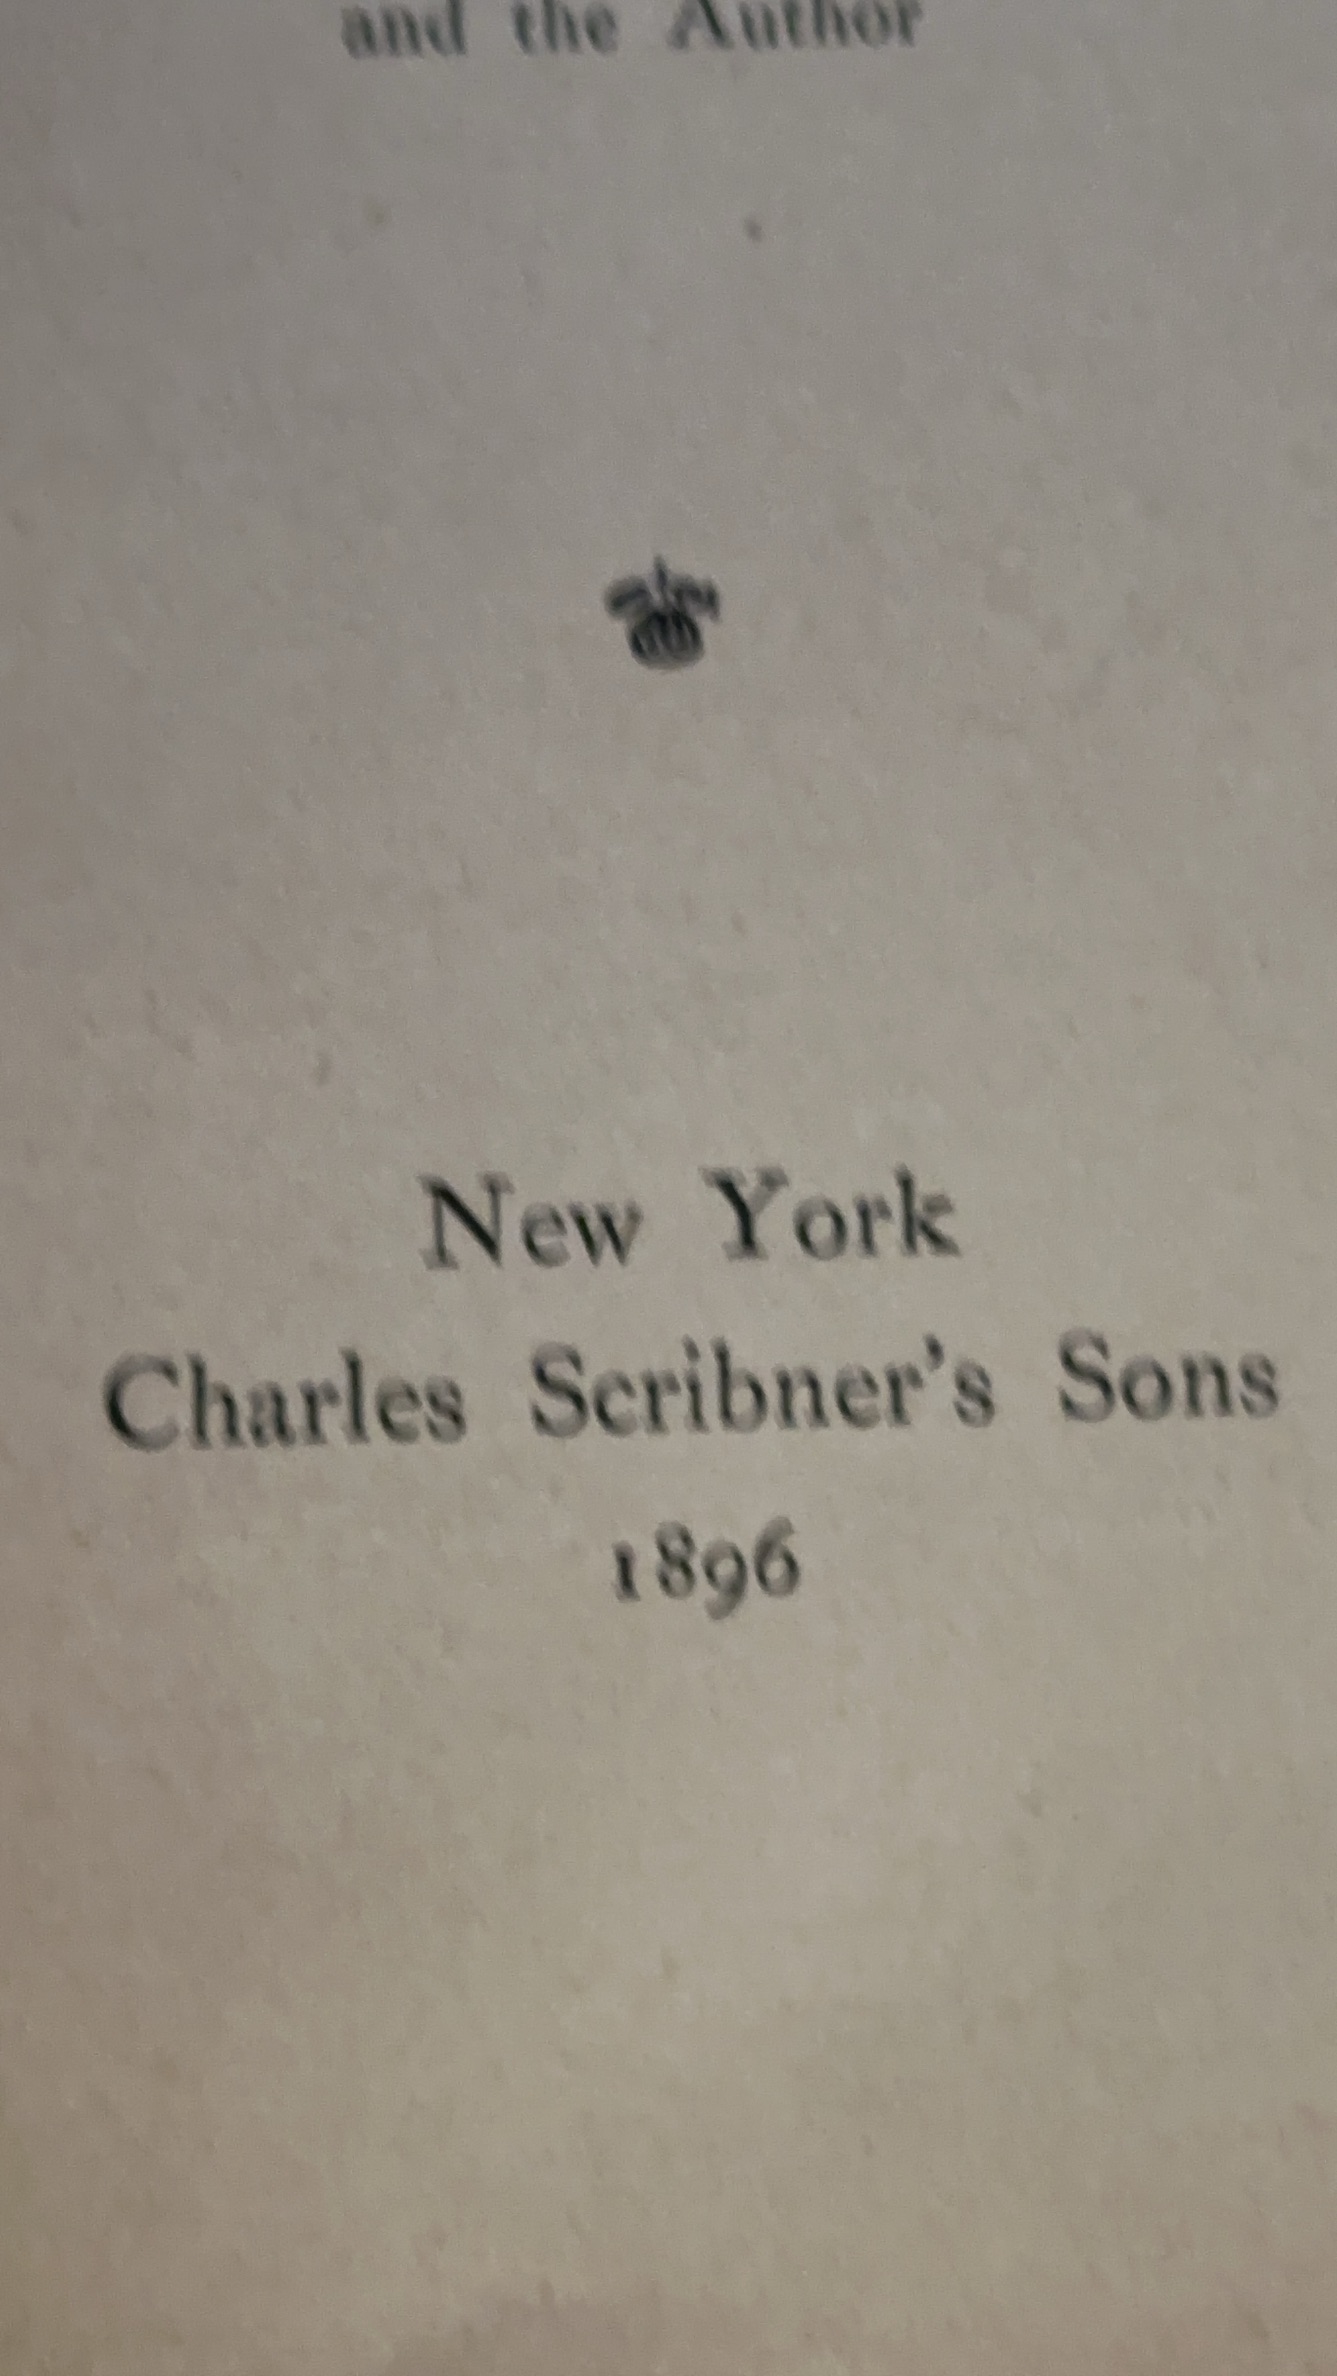 and the Author
New York
Charles Scribner's Sons
1896